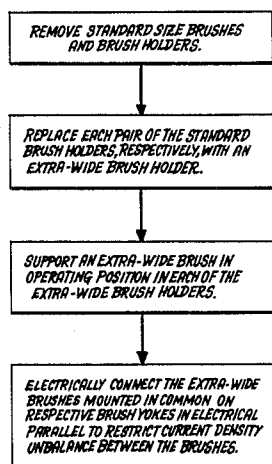 REMOVE STANDARD SIZE BRUSHES
AND BRUSH HOLDERS.
REPLACE EACH PAIR OF THE STANDARD
BRUSH HOLDERS, RESPECTIVELY, WITH AN
EXTRA-WIDE BRUSH HOLDER.
SUPPORT AN EXTRA-WIDE BRUSH IN
OPERATING POSITION IN EACH OF THE
EXTRA-WIDE BRUSH HOLDERS.
ELECTRICALLY CONNECT THE EXTRA-WIDE
BRUSHES MOUNTED IN COMMON ON
RESPECTIVE BRUSH YOKES IN ELECTRICAL
PARALLEL TO RESTRICT CURRENT DENSITY
UNBALANCE BETWEEN THE BRUSHES.